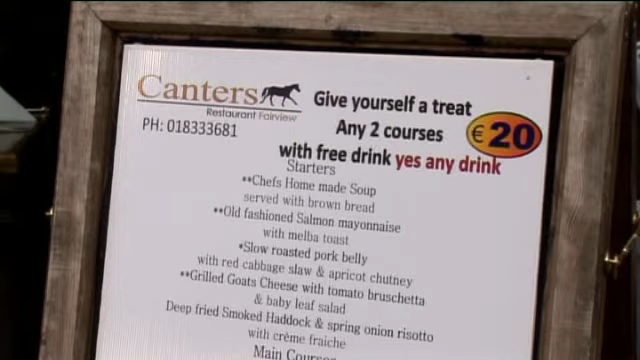 Canters
Restaurant Fairview
PH: 018333681
Give yourself a treat
Any 2 courses
€20
with free drink yes any drink
Starters
**Chefs Home made Soup
served with brown bread
**Old fashioned Salmon mayonnaise
with melba toast
*Slow roasted pork belly
with red cabbage slaw & apricot chutney
**Grilled Goats Cheese with tomato bruschetta
& baby leaf salad
Deep fried Smoked Haddock & spring onion risotto
with crème fraiche
Main Courses